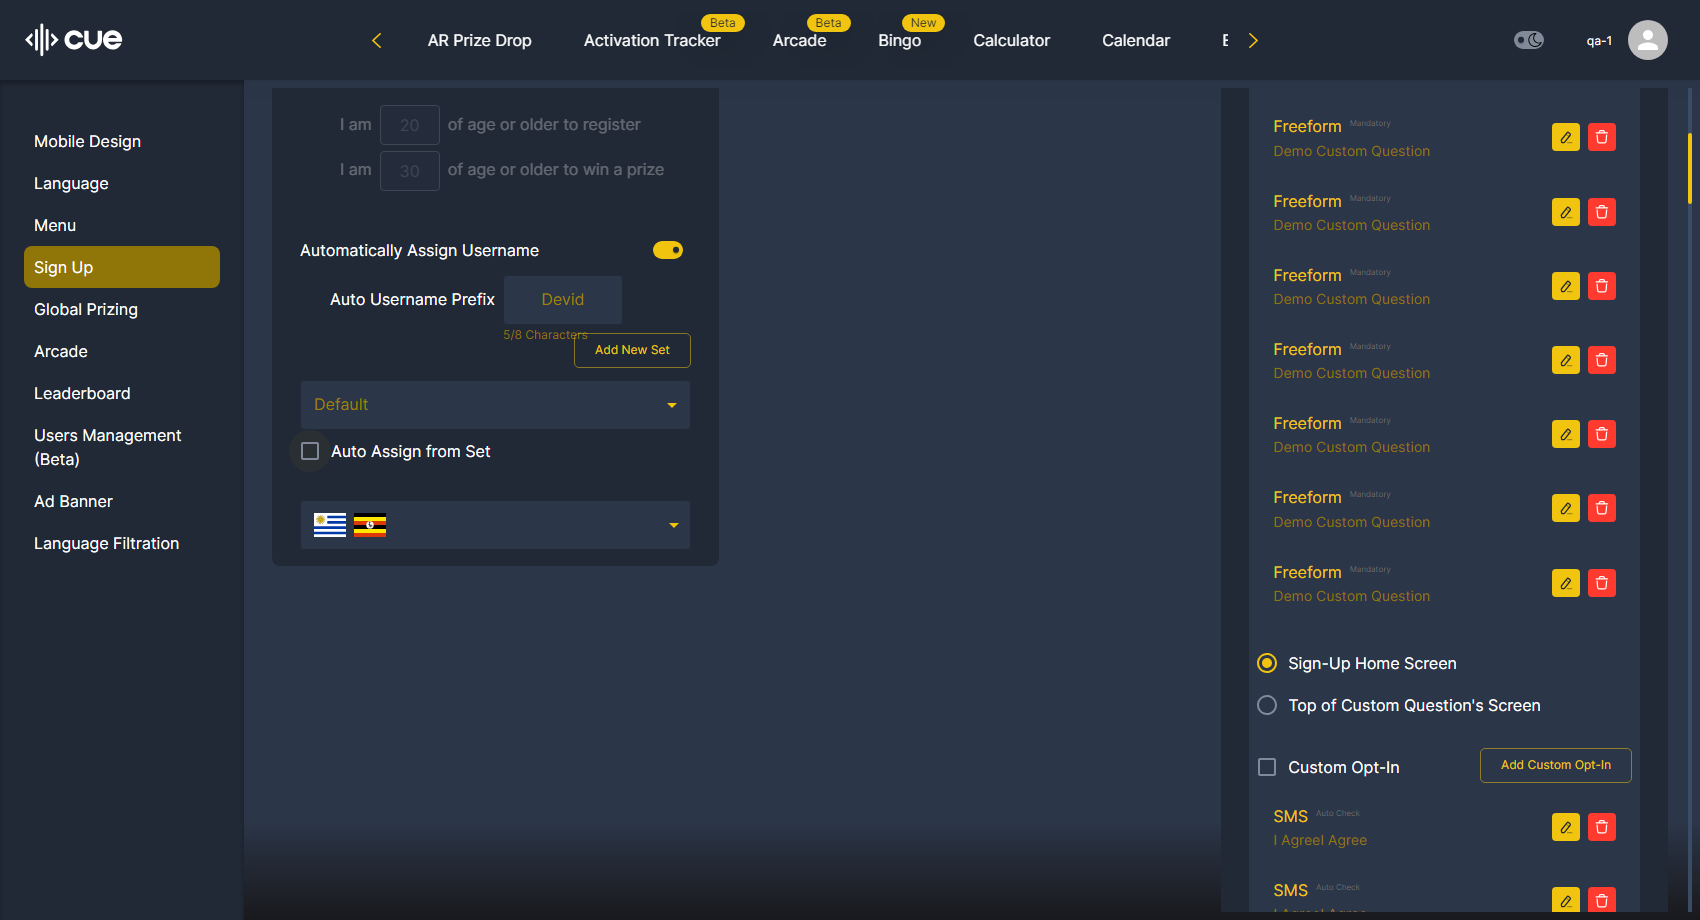 cue
AR Prize Drop
Activation Tracker
Beta
Arcade
Beta
Bingo
New
Calculator
Calendar
qa-1
Mobile Design
Language
Menu
Sign Up
Global Prizing
Arcade
Leaderboard
Users Management
(Beta)
Ad Banner
Language Filtration
I am 20 of age or older to register
I am 30 of age or older to win a prize
Automatically Assign Username
Auto Username Prefix Devid
5/8 Characters
Add New Set
Default
Auto Assign from Set
Freeform Mandatory
Demo Custom Question
Freeform Mandatory
Demo Custom Question
Freeform Mandatory
Demo Custom Question
Freeform Mandatory
Demo Custom Question
Freeform Mandatory
Demo Custom Question
Freeform Mandatory
Demo Custom Question
Freeform Mandatory
Demo Custom Question
Sign-Up Home Screen
Top of Custom Question's Screen
Custom Opt-In
Add Custom Opt-In
SMS Auto Check
I AgreeI Agree
SMS Auto Check
I AgreeI Agree